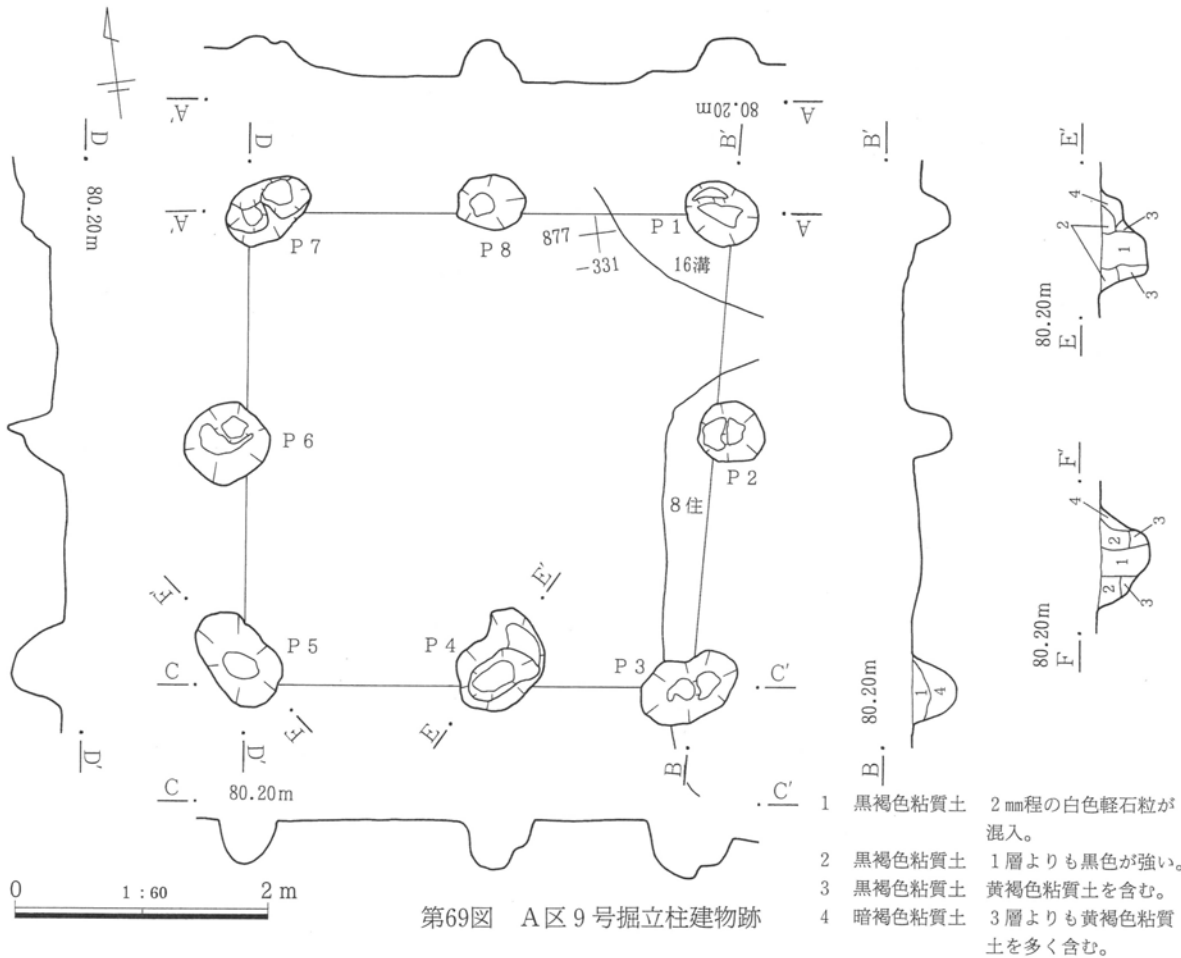 A'
80.20m
A
D
D
B'
B'
E'
80.20m
A'
A
P 7
P 8
P 1
877
−331
16溝
4
3
2
1
3
80.20m
E
P 6
P 2
8住
F'
4
3
2
1
2
3
80.20m
F
F'
E'
P 5
P 4
P 3
C
C'
F
E
D'
D'
B
80.20m
B
1
4
C
80.20m
C'
1 黒褐色粘質土 2㎜程の白色軽石粒が
混入。
2 黒褐色粘質土 1層よりも黒色が強い。
3 黒褐色粘質土 黄褐色粘質土を含む。
4 暗褐色粘質土 3層よりも黄褐色粘質
土を多く含む。
0 1:60 2 m
第69図 A区9号掘立柱建物跡